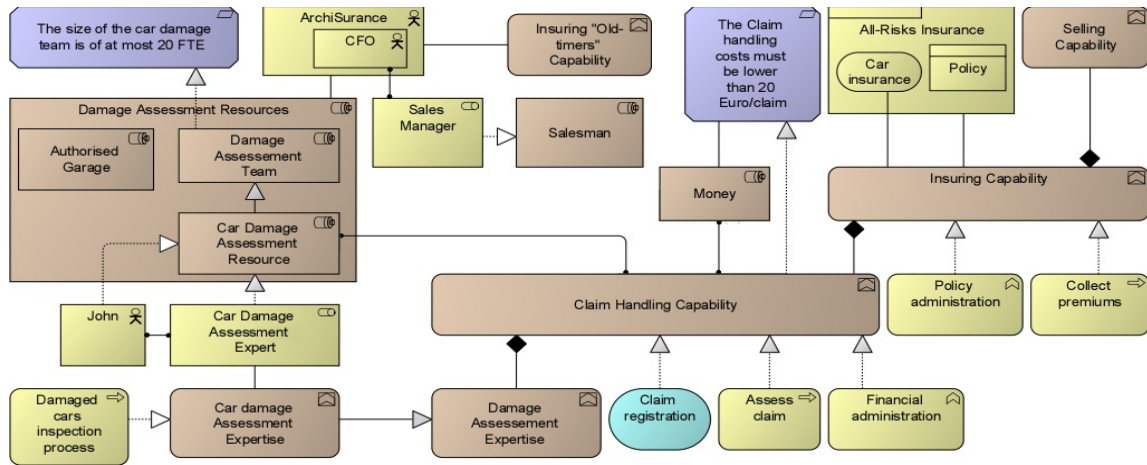 The size of the car damage
team is of at most 20 FTE
ArchiSurance
CFO
Insuring "Old-
timers"
Capability
The Claim
handling
costs must
be lower
than 20
Euro/claim
All-Risks Insurance
Car
insurance
Policy
Selling
Capability
Damage Assessment Resources
Authorised
Garage
Damage
Assessment
Team
Sales
Manager
Salesman
Money
Insuring Capability
Car Damage
Assessment
Resource
John
Car Damage
Assessment
Expert
Claim Handling Capability
Policy
administration
Collect
premiums
Damaged
cars
inspection
process
Car damage
Assessment
Expertise
Damage
Assessement
Expertise
Claim
registration
Assess
claim
Financial
administration